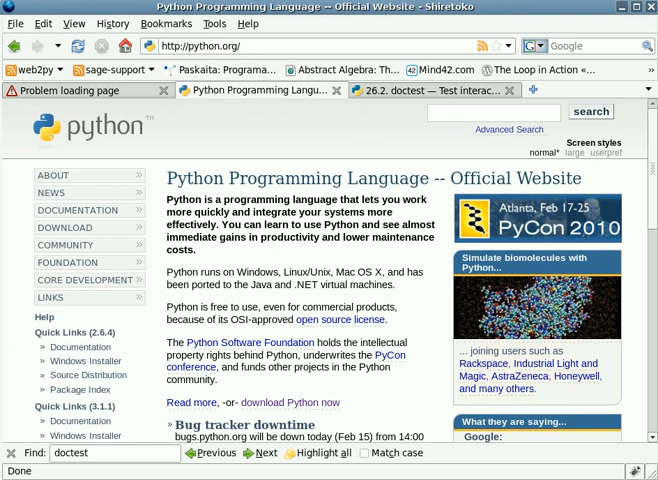 Python Programming Language -- Official Website - Shiretoko
File Edit View History Bookmarks Tools Help
http://python.org/
Google
web2py sage-support Paskaita: Programa... Abstract Algebra: Th... 42 Mind42.com The Loop in Action «...
Problem loading page Python Programming Langu... 26.2. doctest — Test interac...
python TM
search
Advanced Search
Screen styles
normal* large userpref
ABOUT »
NEWS »
DOCUMENTATION »
DOWNLOAD »
COMMUNITY »
FOUNDATION »
CORE DEVELOPMENT »
LINKS »
Help
Quick Links (2.6.4)
» Documentation
» Windows Installer
» Source Distribution
» Package Index
Quick Links (3.1.1)
» Documentation
» Windows Installer
Python Programming Language -- Official Website
Python is a programming language that lets you work
more quickly and integrate your systems more
effectively. You can learn to use Python and see almost
immediate gains in productivity and lower maintenance
costs.
Python runs on Windows, Linux/Unix, Mac OS X, and has
been ported to the Java and .NET virtual machines.
Python is free to use, even for commercial products,
because of its OSI-approved open source license.
The Python Software Foundation holds the intellectual
property rights behind Python, underwrites the PyCon
conference, and funds other projects in the Python
community.
Read more, -or- download Python now
» Bug tracker downtime
bugs.python.org will be down today (Feb 15) from 14:00
Atlanta, Feb 17-25
PyCon 2010
Simulate biomolecules with
Python...
... joining users such as
Rackspace, Industrial Light and
Magic, AstraZeneca, Honeywell,
and many others.
What they are saying...
Google:
Find: doctest Previous Next Highlight all Match case
Done